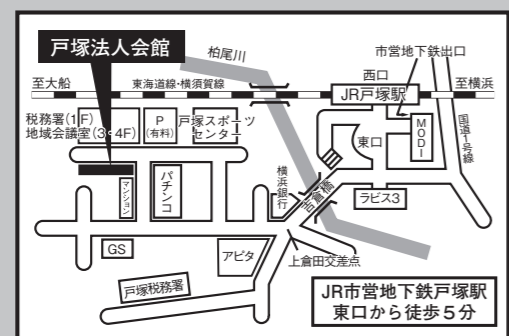 戸塚法人会館
柏尾川
市営地下鉄出口
至大船
東海道線・横須賀線
西口
JR戸塚駅
至横浜
税務署(1F)
地域会議室(3・4F)
P
(有料)
戸塚スポーツ
センター
東口
MODI
国道1号線
マンション
パチンコ
横浜銀行
吉倉橋
ラピス3
GS
アピタ
上倉田交差点
戸塚税務署
JR市営地下鉄戸塚駅
東口から徒歩5分